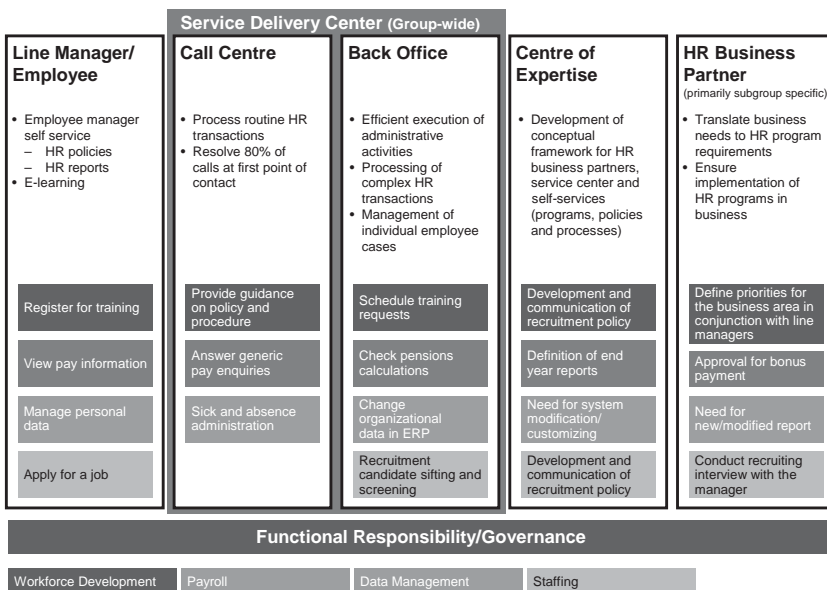 Service Delivery Center (Group-wide)
Line Manager/
Employee
• Employee manager
self service
– HR policies
– HR reports
• E-learning
Register for training
View pay information
Manage personal
data
Apply for a job
Call Centre
• Process routine HR
transactions
• Resolve 80% of
calls at first point of
contact
Provide guidance
on policy and
procedure
Answer generic
pay enquiries
Sick and absence
administration
Back Office
• Efficient execution of
administrative
activities
• Processing of
complex HR
transactions
• Management of
individual employee
cases
Schedule training
requests
Check pensions
calculations
Change
organizational
data in ERP
Recruitment
candidate sifting and
screening
Centre of
Expertise
• Development of
conceptual
framework for HR
business partners,
service center and
self-services
(programs, policies
and processes)
Development and
communication of
recruitment policy
Definition of end
year reports
Need for system
modification/
customizing
Development and
communication of
recruitment policy
HR Business
Partner
(primarily subgroup specific)
• Translate business
needs to HR program
requirements
• Ensure
implementation of
HR programs in
business
Define priorities for
the business area in
conjunction with line
managers
Approval for bonus
payment
Need for
new/modified report
Conduct recruiting
interview with the
manager
Functional Responsibility/Governance
Workforce Development
Payroll
Data Management
Staffing